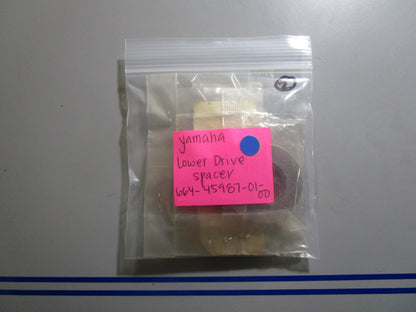 yamaha
Lower Drive
spacer
664-45987-01-
00